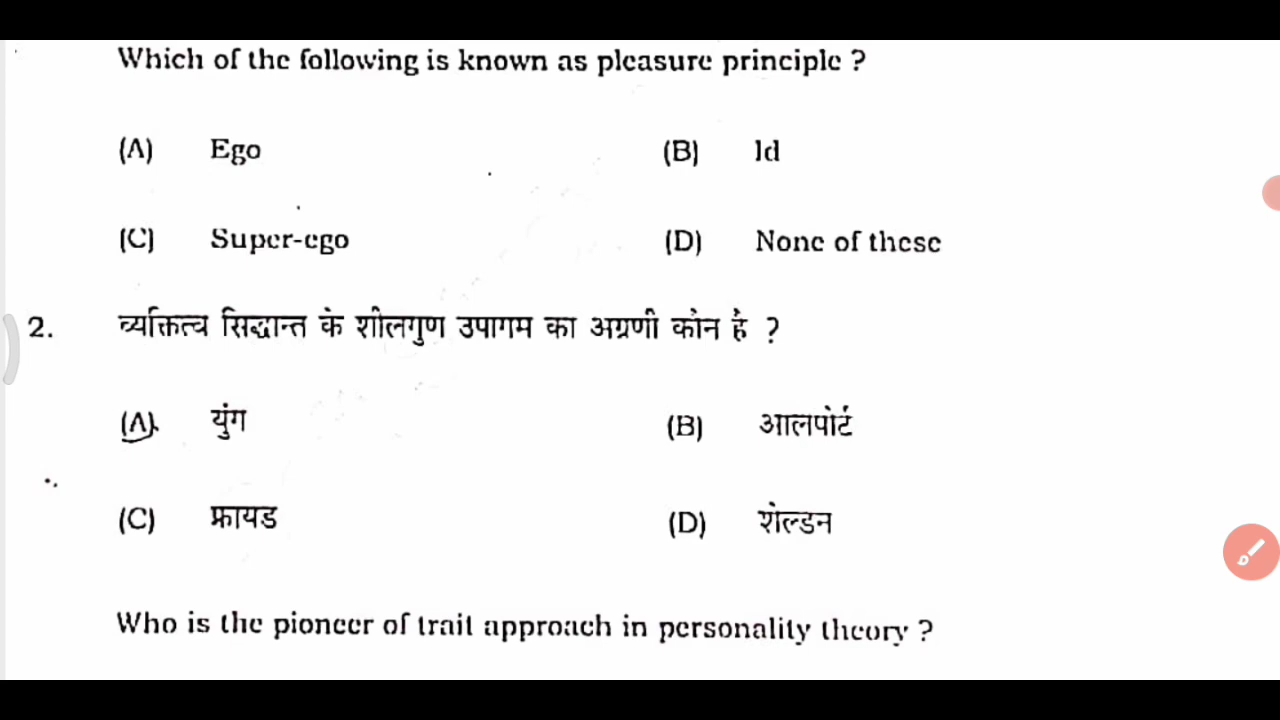 Which of the following is known as pleasure principle ?
(A) Ego (B) Id
(C) Super-ego (D) None of these
2. व्यक्तित्व सिद्धान्त के शीलगुण उपागम का अग्रणी कौन है ?
(A) युंग (B) आलपोर्ट
(C) फ्रायड (D) शेल्डन
Who is the pioneer of trait approach in personality theory ?